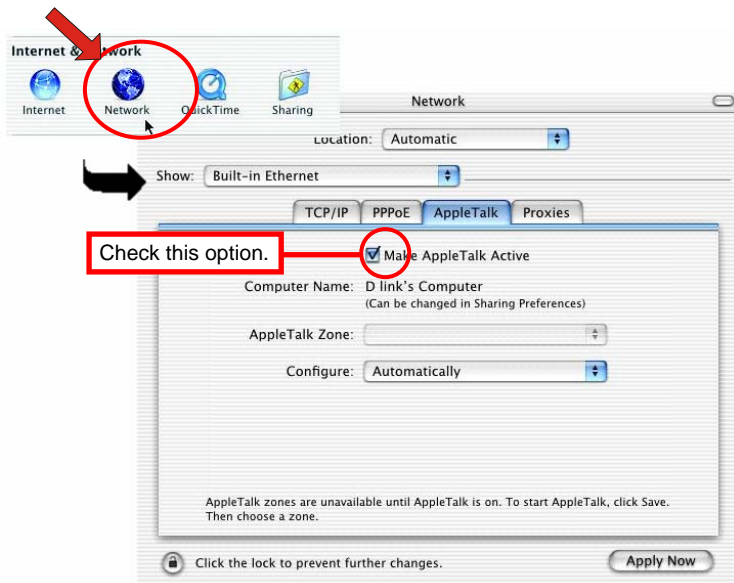 Internet & Network
Internet Network QuickTime Sharing
Network
Location: Automatic
Show: Built-in Ethernet
TCP/IP PPPoE AppleTalk Proxies
Check this option.
Make AppleTalk Active
Computer Name: D link's Computer
(Can be changed in Sharing Preferences)
AppleTalk Zone:
Configure: Automatically
AppleTalk zones are unavailable until AppleTalk is on. To start AppleTalk, click Save.
Then choose a zone.
Click the lock to prevent further changes.
Apply Now